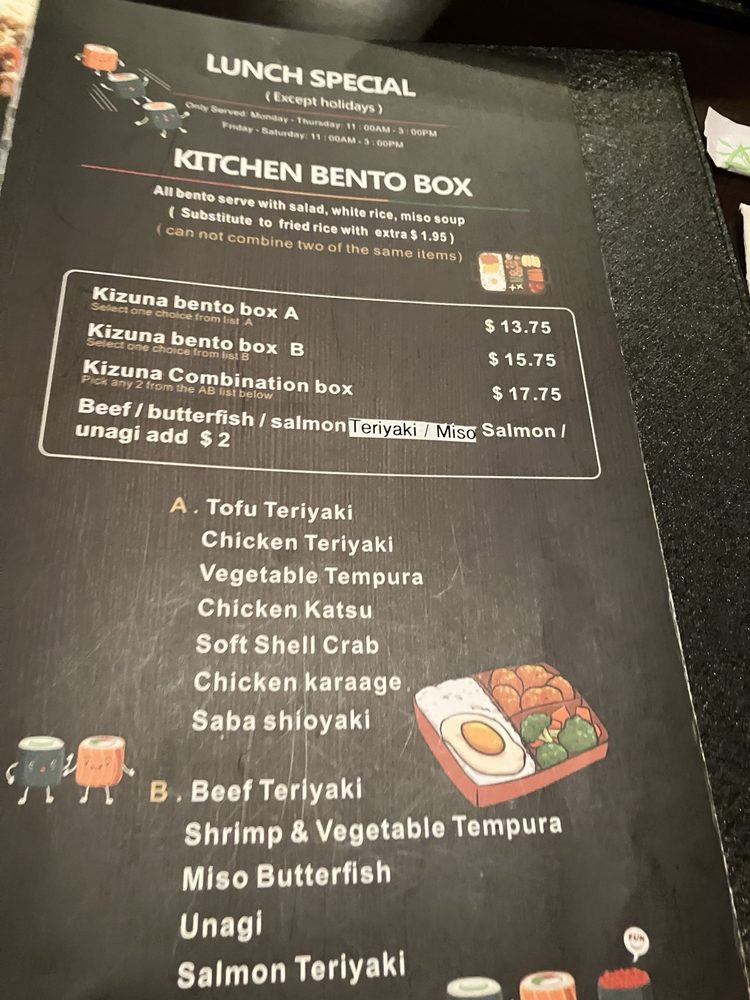 LUNCH SPECIAL
( Except holidays )
Only Served: Monday - Thursday: 11 : 00AM - 3 : 00PM
Friday - Saturday: 11 : 00AM - 3 : 00PM
KITCHEN BENTO BOX
All bento serve with salad, white rice, miso soup
( Substitute to fried rice with extra $ 1.95 )
( can not combine two of the same items)
Kizuna bento box A $ 13.75
Select one choice from list A
Kizuna bento box B $ 15.75
Select one choice from list B
Kizuna Combination box $ 17.75
Pick any 2 from the AB list below
Beef / butterfish / salmon Teriyaki / Miso Salmon /
unagi add $ 2
A . Tofu Teriyaki
Chicken Teriyaki
Vegetable Tempura
Chicken Katsu
Soft Shell Crab
Chicken karaage
Saba shioyaki
B . Beef Teriyaki
Shrimp & Vegetable Tempura
Miso Butterfish
Unagi
Salmon Teriyaki
FUN